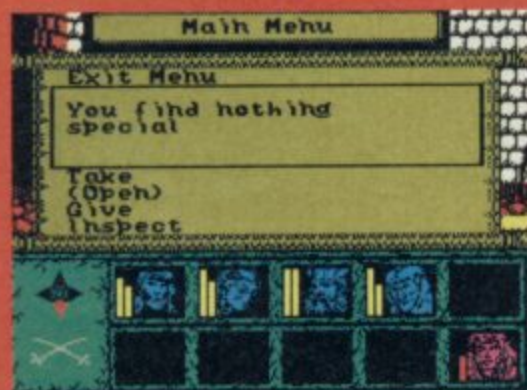 Main Menu
Exit Menu
You find nothing
special
Take
(Open)
Give
Inspect